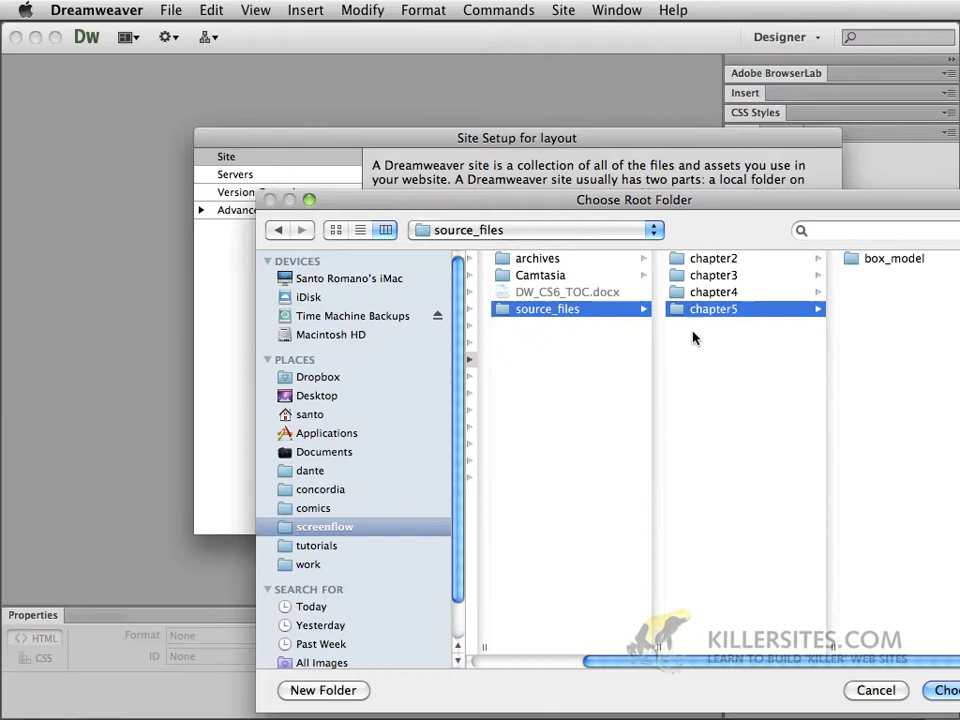 Dreamweaver File Edit View Insert Modify Format Commands Site Window Help
Dw Designer
Adobe BrowserLab
Insert
CSS Styles
Site Setup for layout
Site
Servers
Version
Advanc
A Dreamweaver site is a collection of all of the files and assets you use in
your website. A Dreamweaver site usually has two parts: a local folder on
Choose Root Folder
source_files
DEVICES
Santo Romano's iMac
iDisk
Time Machine Backups
Macintosh HD
PLACES
Dropbox
Desktop
santo
Applications
Documents
dante
concordia
comics
screenflow
tutorials
work
SEARCH FOR
Today
Yesterday
Past Week
All Images
archives
Camtasia
DW_CS6_TOC.docx
source_files
chapter2
chapter3
chapter4
chapter5
box_model
New Folder Cancel Choo
Properties
HTML
CSS
Format None
ID None
KILLERSITES.COM
LEARN TO BUILD 'KILLER' WEB SITES